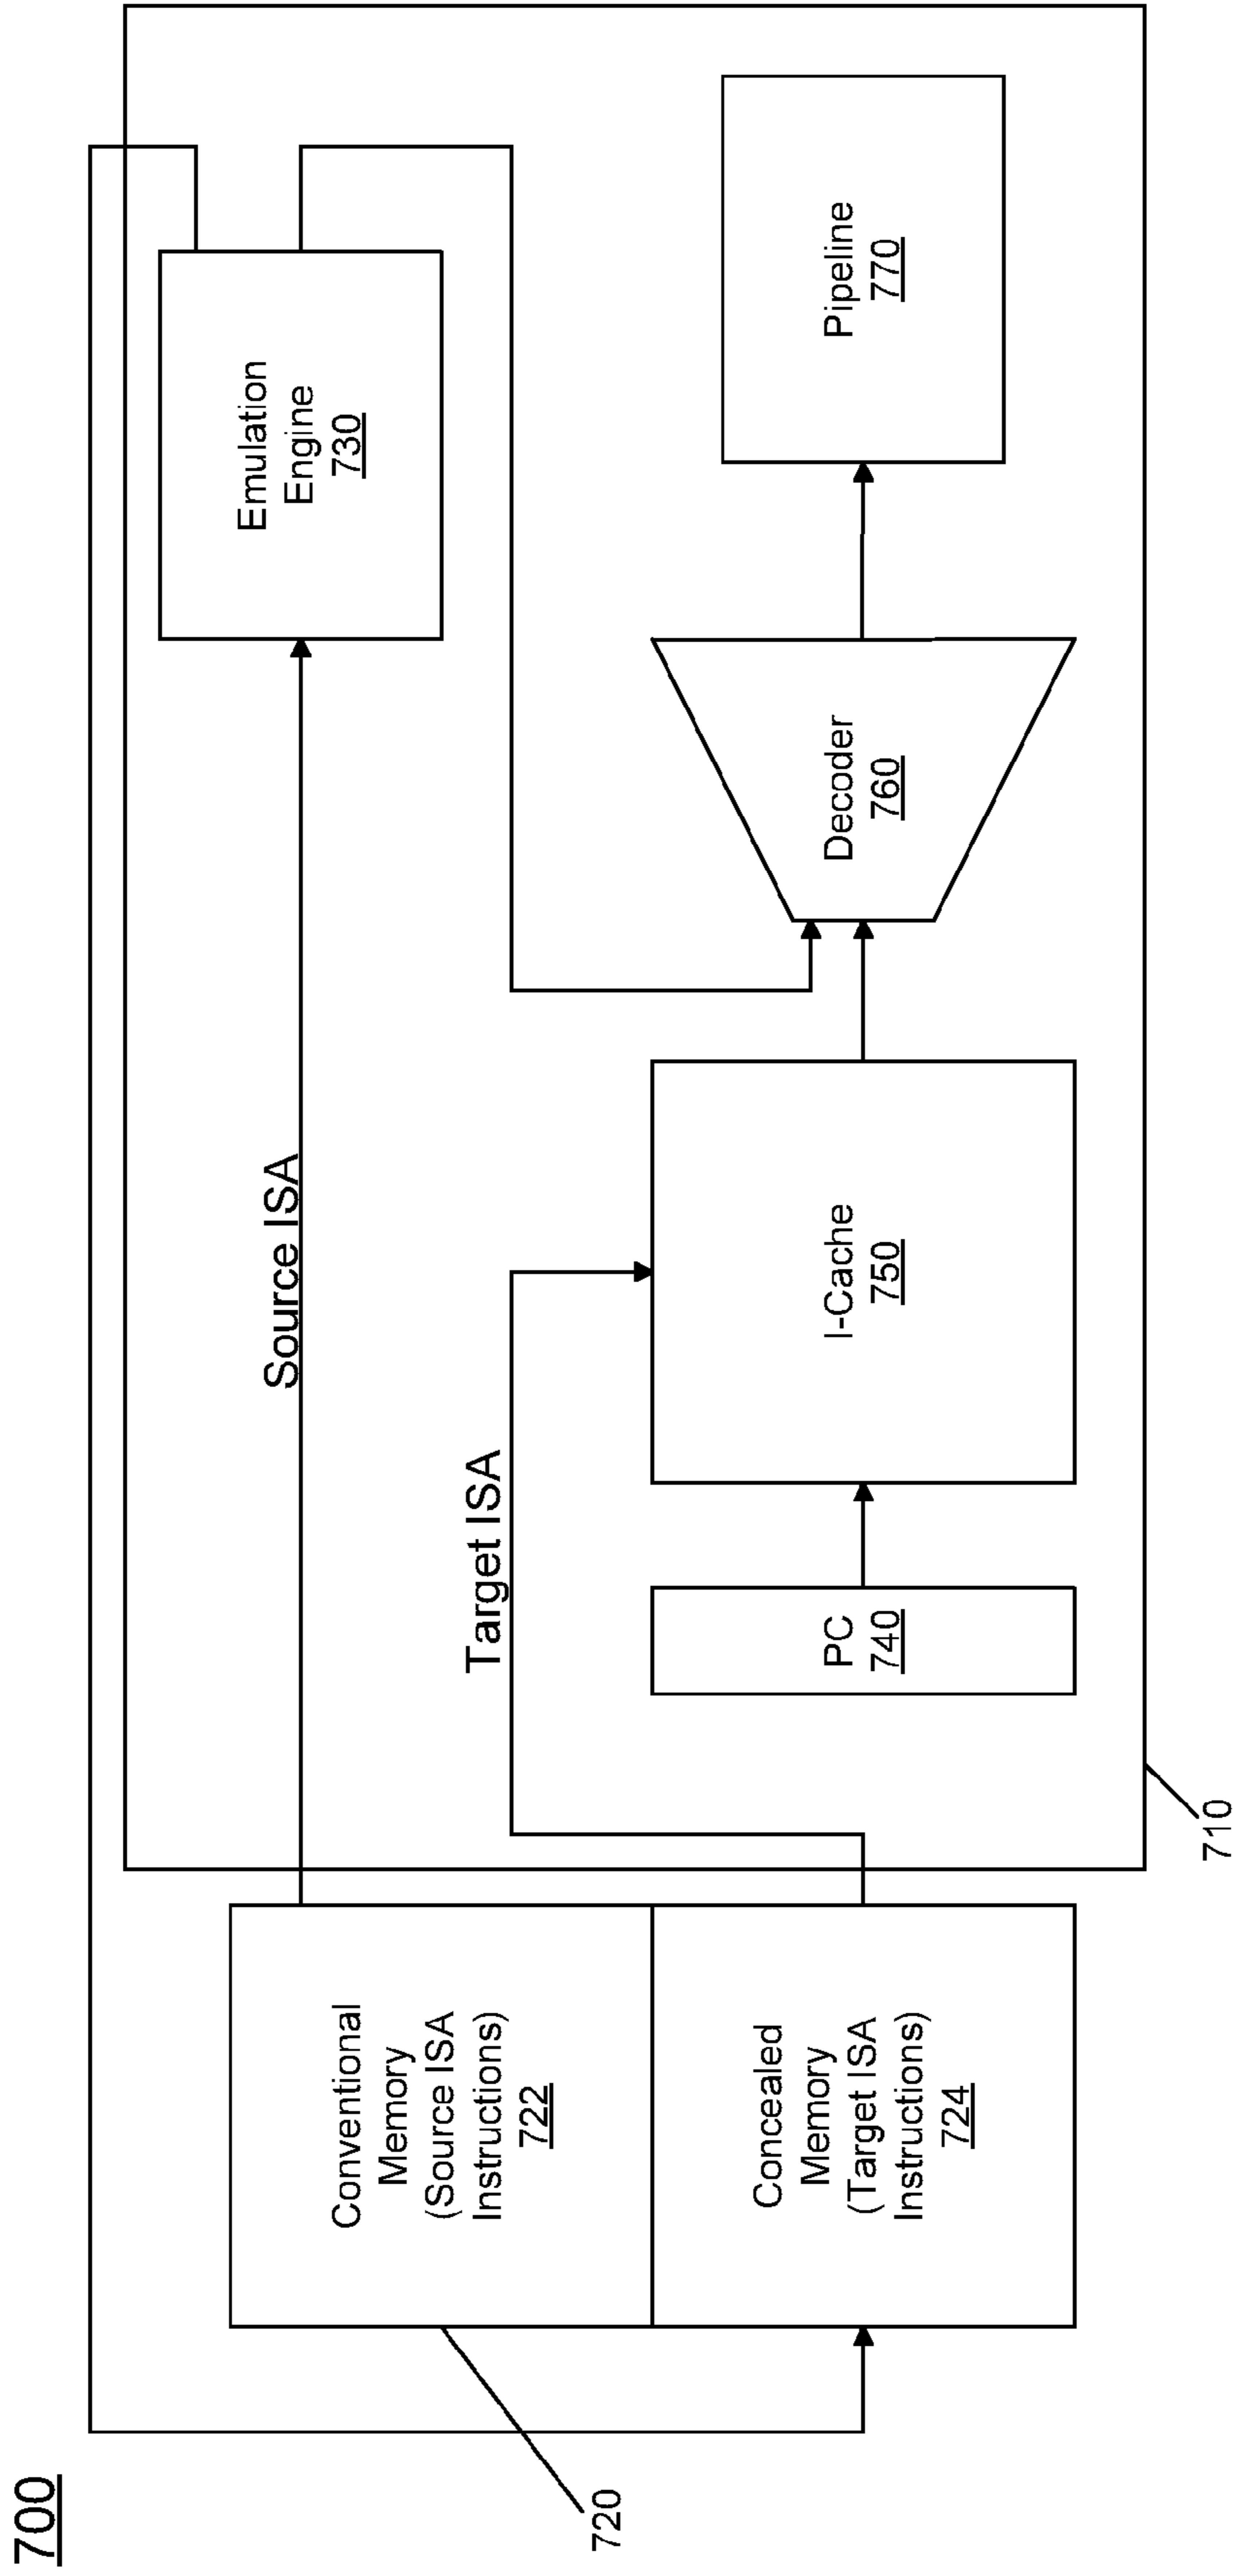 700
Conventional
Memory
(Source ISA
Instructions)
722
Concealed
Memory
(Target ISA
Instructions)
724
720
Source ISA
Target ISA
Emulation
Engine
730
PC
740
I-Cache
750
Decoder
760
Pipeline
770
710